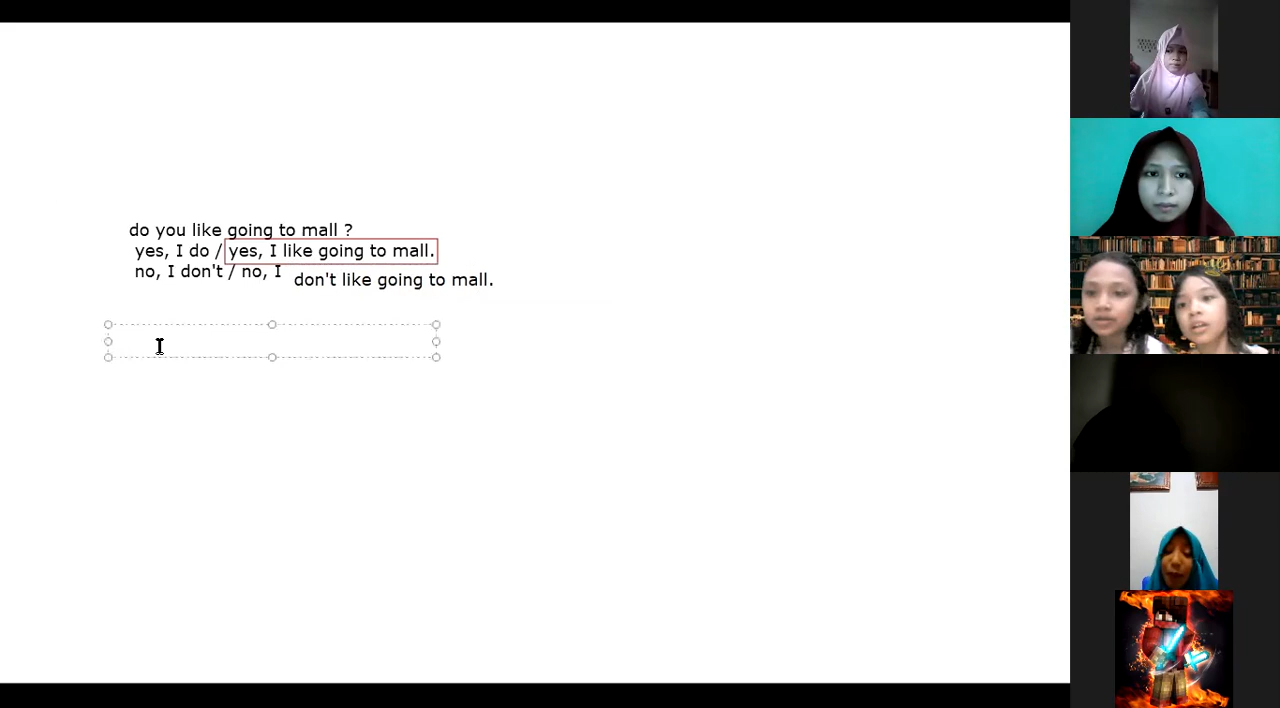 do you like going to mall ?
yes, I do / yes, I like going to mall.
no, I don't / no, I don't like going to mall.